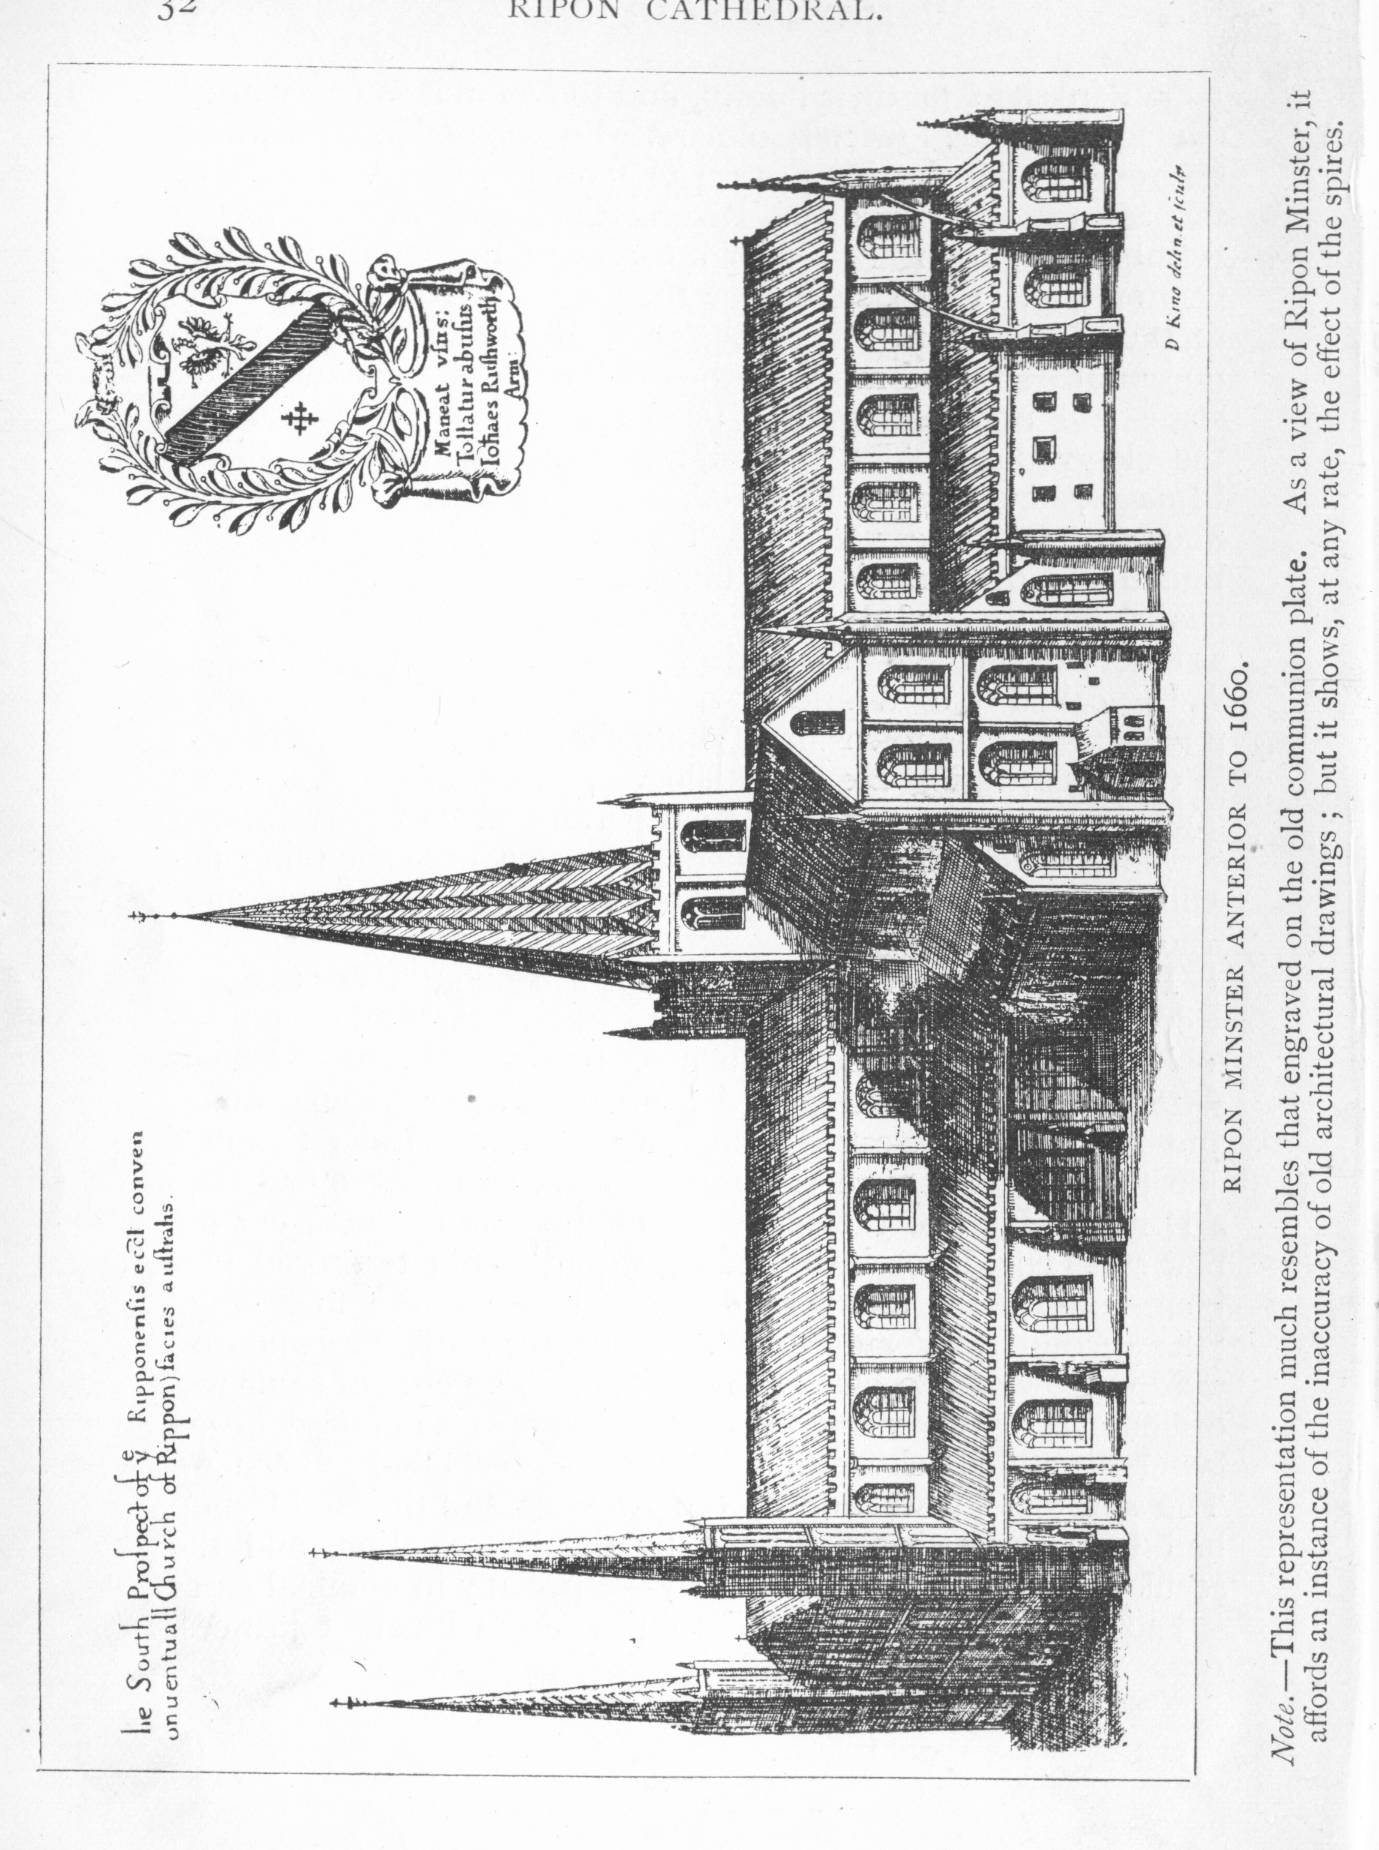 32 RIPON CATHEDRAL.
he South Prospect of yᵉ Ripponensis eccl conven
onuentuall Church of Rippon facies auſtralis.
Maneat vſus;
Tollatur abuſus
Iohaes Ruſhworth
Arm:
D King delin. et ſculp
RIPON MINSTER ANTERIOR TO 1660.
Note.—This representation much resembles that engraved on the old communion plate. As a view of Ripon Minster, it
affords an instance of the inaccuracy of old architectural drawings ; but it shows, at any rate, the effect of the spires.